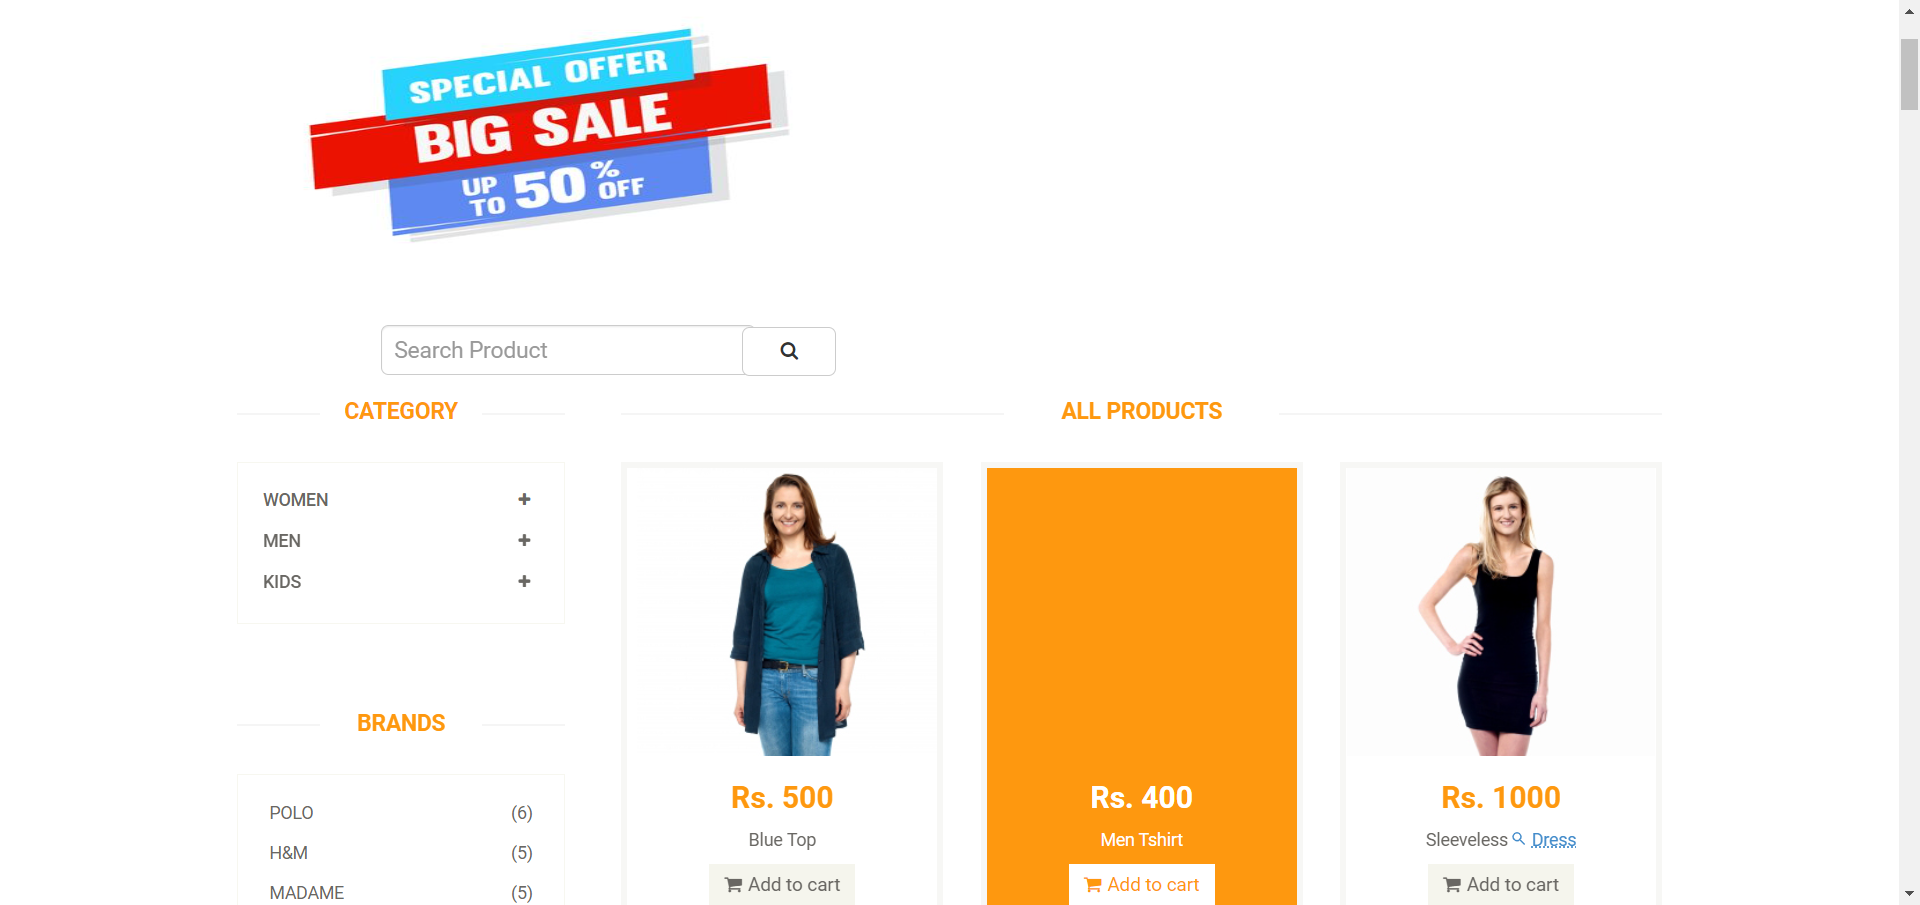 SPECIAL OFFER
BIG SALE
UP TO 50% OFF
Search Product
CATEGORY
WOMEN
MEN
KIDS
BRANDS
POLO (6)
H&M (5)
MADAME (5)
ALL PRODUCTS
Rs. 500
Blue Top
Add to cart
Rs. 400
Men Tshirt
Add to cart
Rs. 1000
Sleeveless Dress
Add to cart